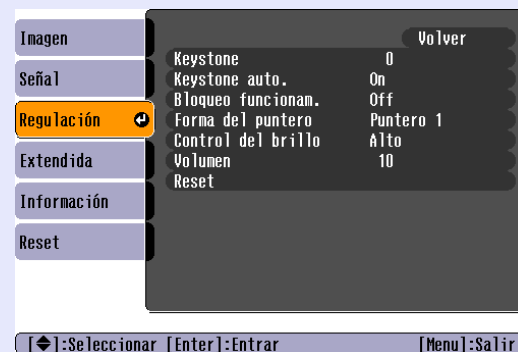 Imagen
Señal
Regulación
Extendida
Información
Reset
Volver
Keystone 0
Keystone auto. On
Bloqueo funcionam. Off
Forma del puntero Puntero 1
Control del brillo Alto
Volumen 10
Reset
[◆]:Seleccionar [Enter]:Entrar [Menu]:Salir